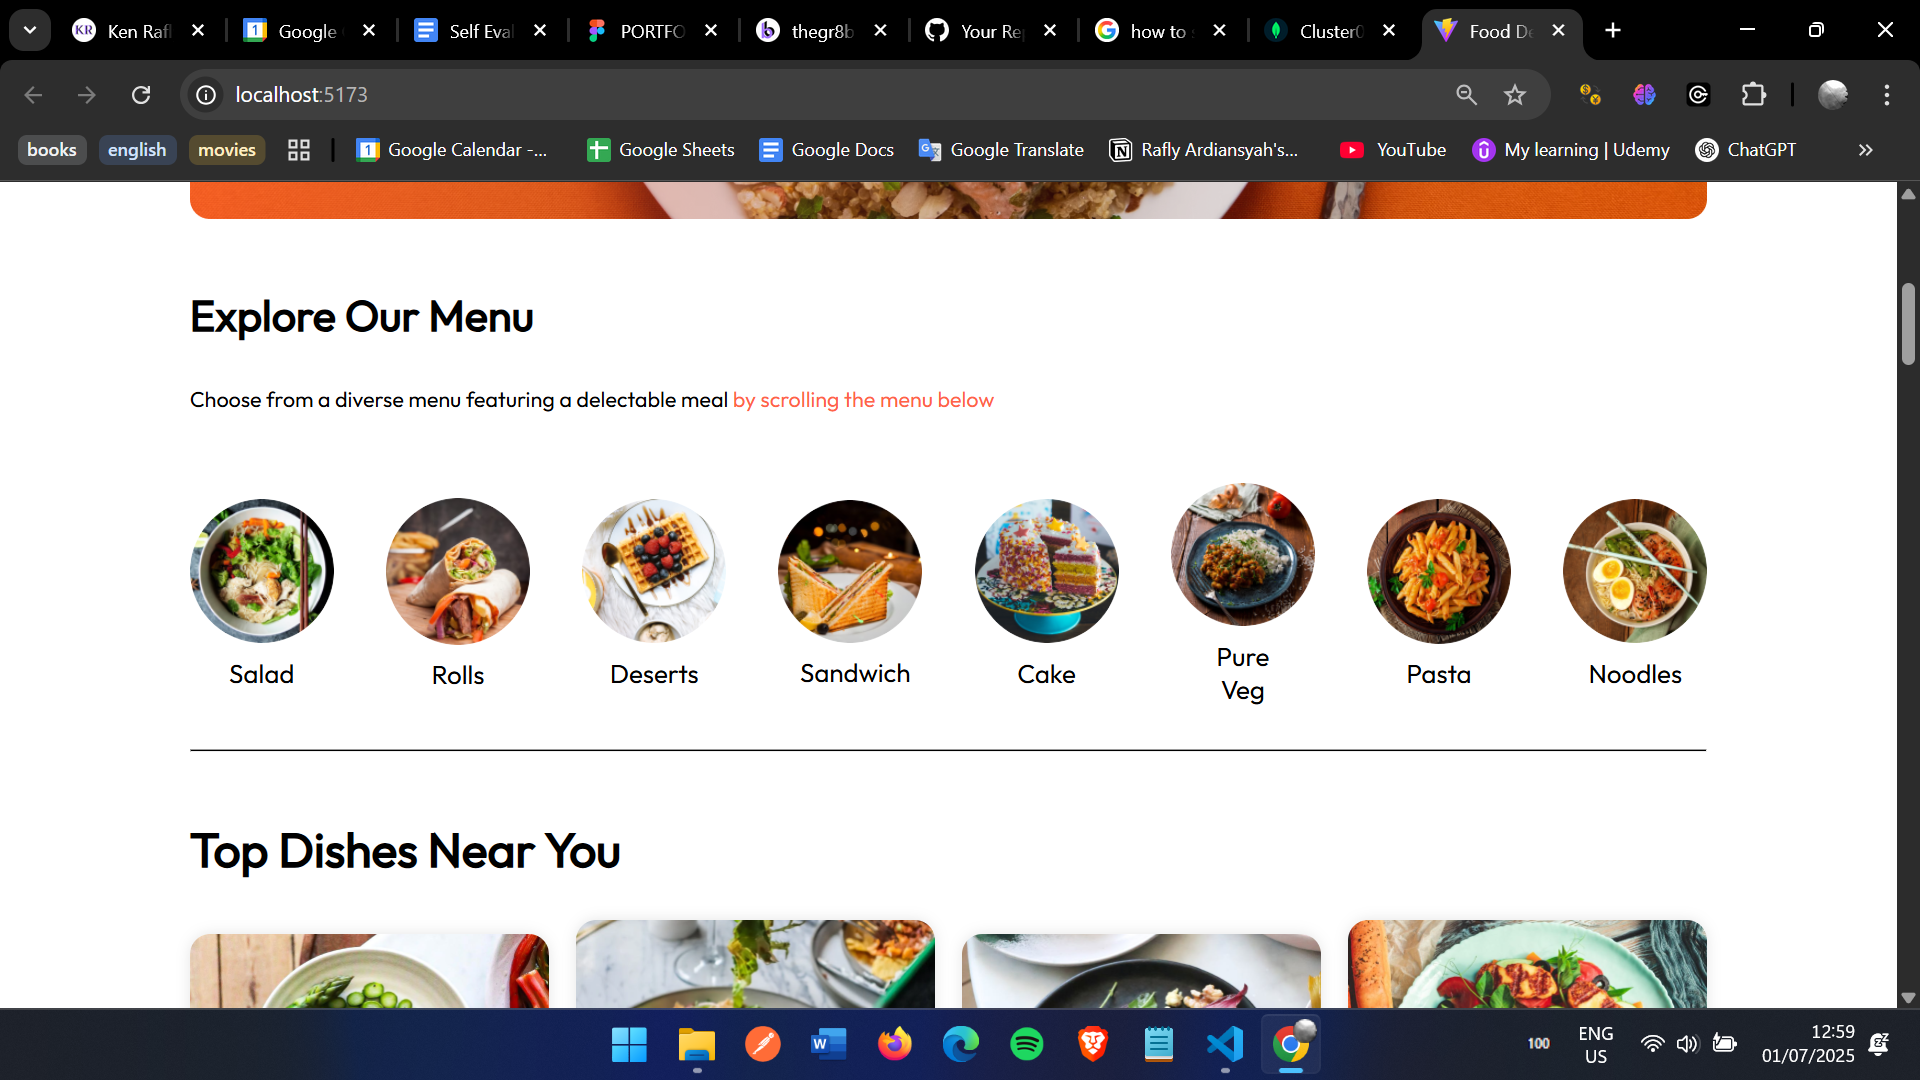 Ken Rafl
Google
Self Eval
PORTFO
thegr8b
Your Re
how to
Cluster0
Food De
localhost:5173
books
english
movies
Google Calendar -...
Google Sheets
Google Docs
Google Translate
Rafly Ardiansyah's...
YouTube
My learning | Udemy
ChatGPT
Explore Our Menu
Choose from a diverse menu featuring a delectable meal by scrolling the menu below
Salad
Rolls
Deserts
Sandwich
Cake
Pure
Veg
Pasta
Noodles
Top Dishes Near You
100
ENG
US
12:59
01/07/2025